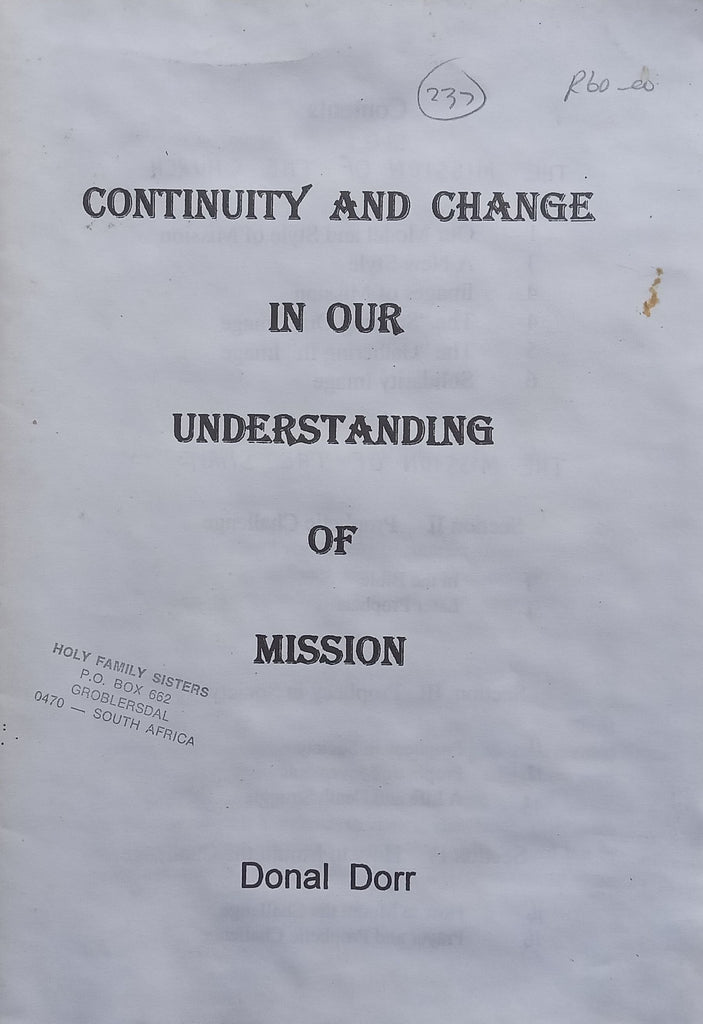 237
R60-00
CONTINUITY AND CHANGE
IN OUR
UNDERSTANDING
OF
MISSION
HOLY FAMILY SISTERS
P.O. BOX 662
GROBLERSDAL
0470 — SOUTH AFRICA
Donal Dorr